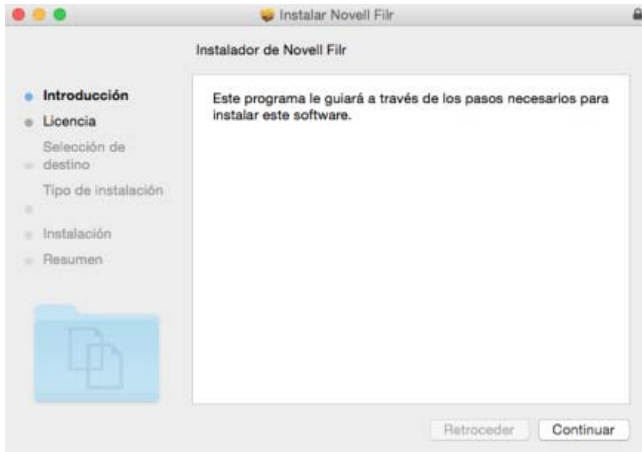 Instalar Novell Filr
Instalador de Novell Filr
Introducción
Licencia
Selección de
destino
Tipo de instalación
Instalación
Resumen
Este programa le guiará a través de los pasos necesarios para
instalar este software.
Retroceder
Continuar